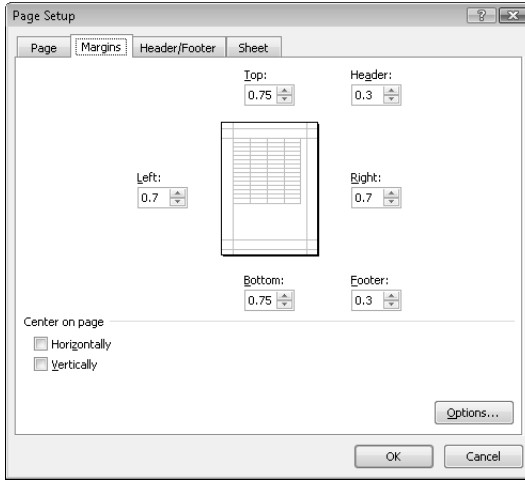 Page Setup
Page Margins Header/Footer Sheet
Top: Header:
0.75 0.3
Left: Right:
0.7 0.7
Bottom: Footer:
0.75 0.3
Center on page
Horizontally
Vertically
Options...
OK Cancel